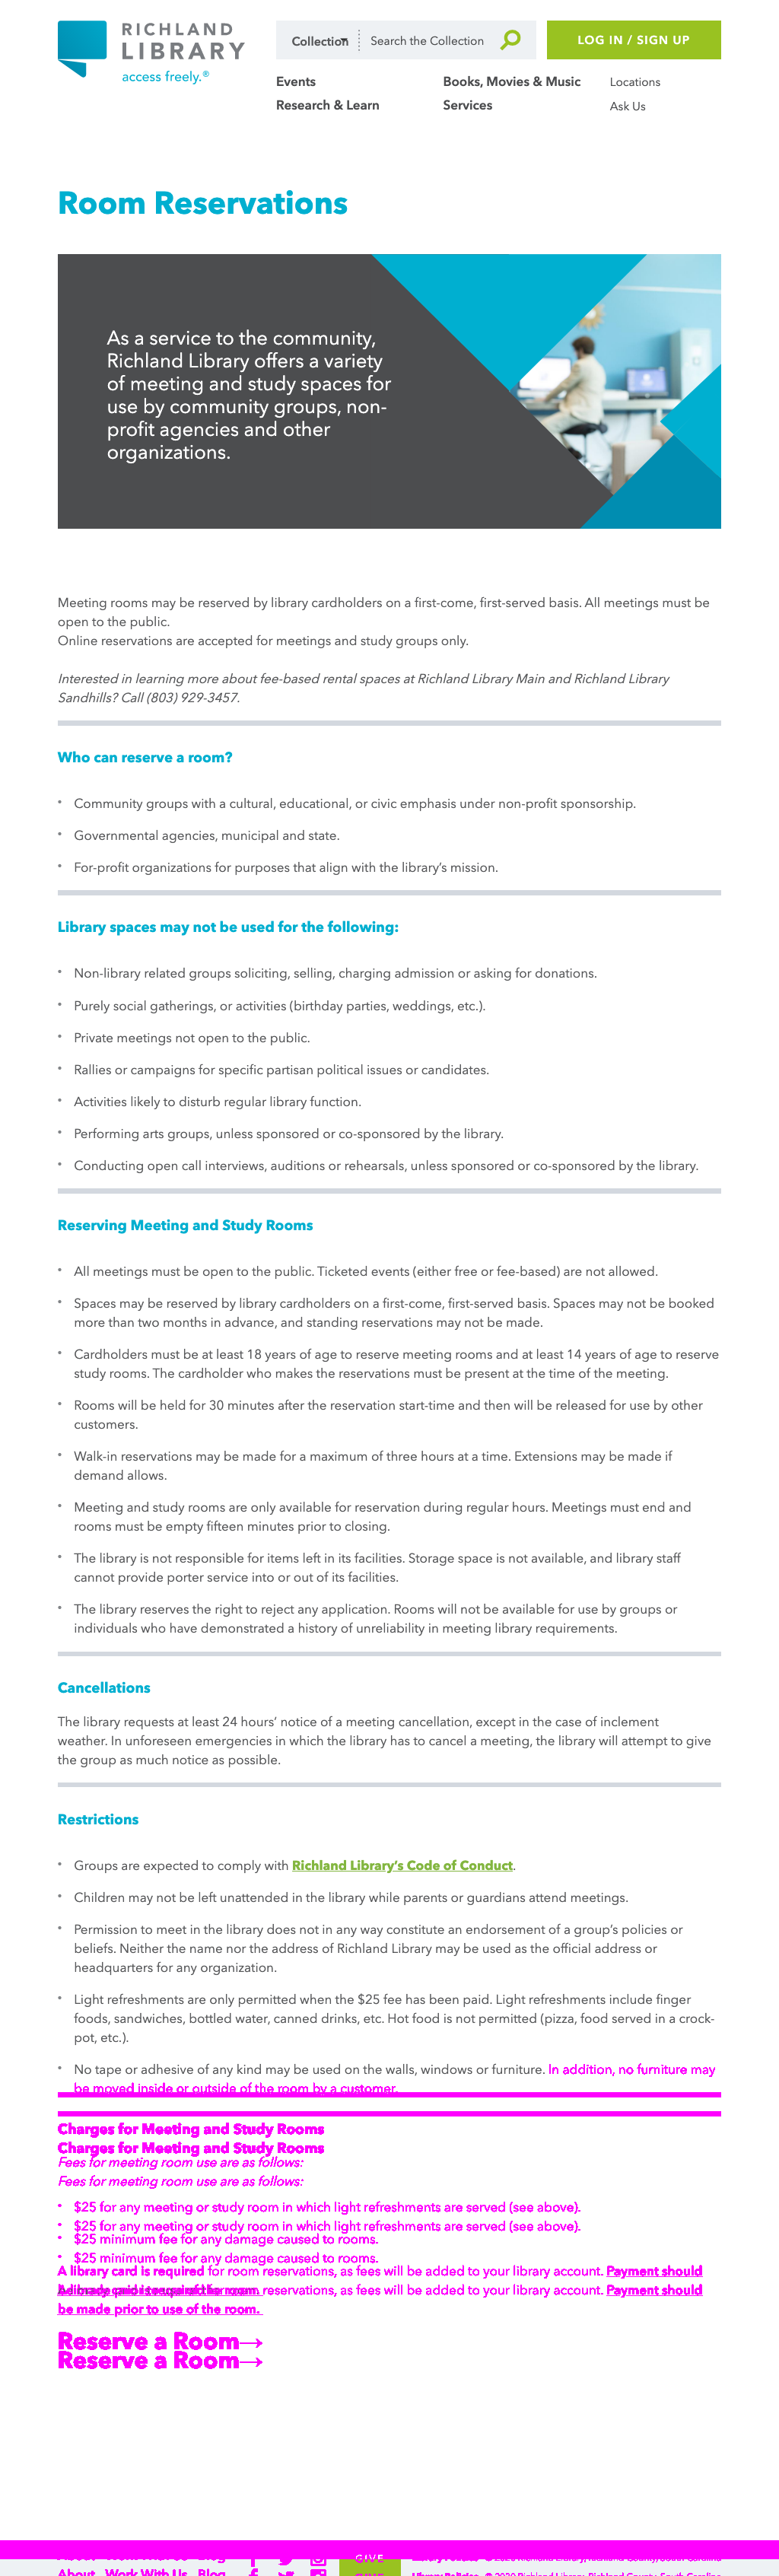 RICHLAND
LIBRARY
access freely.®
Collection
Search the Collection
LOG IN / SIGN UP
Events
Books, Movies & Music
Locations
Research & Learn
Services
Ask Us
Room Reservations
As a service to the community,
Richland Library offers a variety
of meeting and study spaces for
use by community groups, non-
profit agencies and other
organizations.
Meeting rooms may be reserved by library cardholders on a first-come, first-served basis. All meetings must be
open to the public.
Online reservations are accepted for meetings and study groups only.
Interested in learning more about fee-based rental spaces at Richland Library Main and Richland Library
Sandhills? Call (803) 929-3457.
Who can reserve a room?
• Community groups with a cultural, educational, or civic emphasis under non-profit sponsorship.
• Governmental agencies, municipal and state.
• For-profit organizations for purposes that align with the library’s mission.
Library spaces may not be used for the following:
• Non-library related groups soliciting, selling, charging admission or asking for donations.
• Purely social gatherings, or activities (birthday parties, weddings, etc.).
• Private meetings not open to the public.
• Rallies or campaigns for specific partisan political issues or candidates.
• Activities likely to disturb regular library function.
• Performing arts groups, unless sponsored or co-sponsored by the library.
• Conducting open call interviews, auditions or rehearsals, unless sponsored or co-sponsored by the library.
Reserving Meeting and Study Rooms
• All meetings must be open to the public. Ticketed events (either free or fee-based) are not allowed.
• Spaces may be reserved by library cardholders on a first-come, first-served basis. Spaces may not be booked
more than two months in advance, and standing reservations may not be made.
• Cardholders must be at least 18 years of age to reserve meeting rooms and at least 14 years of age to reserve
study rooms. The cardholder who makes the reservations must be present at the time of the meeting.
• Rooms will be held for 30 minutes after the reservation start-time and then will be released for use by other
customers.
• Walk-in reservations may be made for a maximum of three hours at a time. Extensions may be made if
demand allows.
• Meeting and study rooms are only available for reservation during regular hours. Meetings must end and
rooms must be empty fifteen minutes prior to closing.
• The library is not responsible for items left in its facilities. Storage space is not available, and library staff
cannot provide porter service into or out of its facilities.
• The library reserves the right to reject any application. Rooms will not be available for use by groups or
individuals who have demonstrated a history of unreliability in meeting library requirements.
Cancellations
The library requests at least 24 hours’ notice of a meeting cancellation, except in the case of inclement
weather. In unforeseen emergencies in which the library has to cancel a meeting, the library will attempt to give
the group as much notice as possible.
Restrictions
• Groups are expected to comply with Richland Library’s Code of Conduct.
• Children may not be left unattended in the library while parents or guardians attend meetings.
• Permission to meet in the library does not in any way constitute an endorsement of a group’s policies or
beliefs. Neither the name nor the address of Richland Library may be used as the official address or
headquarters for any organization.
• Light refreshments are only permitted when the $25 fee has been paid. Light refreshments include finger
foods, sandwiches, bottled water, canned drinks, etc. Hot food is not permitted (pizza, food served in a crock-
pot, etc.).
• No tape or adhesive of any kind may be used on the walls, windows or furniture. In addition, no furniture may
be moved inside or outside of the room by a customer.
Charges for Meeting and Study Rooms
Charges for Meeting and Study Rooms
Fees for meeting room use are as follows:
Fees for meeting room use are as follows:
• $25 for any meeting or study room in which light refreshments are served (see above).
• $25 for any meeting or study room in which light refreshments are served (see above).
• $25 minimum fee for any damage caused to rooms.
• $25 minimum fee for any damage caused to rooms.
A library card is required for room reservations, as fees will be added to your library account. Payment should
A library card is required for room reservations, as fees will be added to your library account. Payment should
be made prior to use of the room.
Reserve a Room→
Reserve a Room→
GIVE
About Work With Us Blog